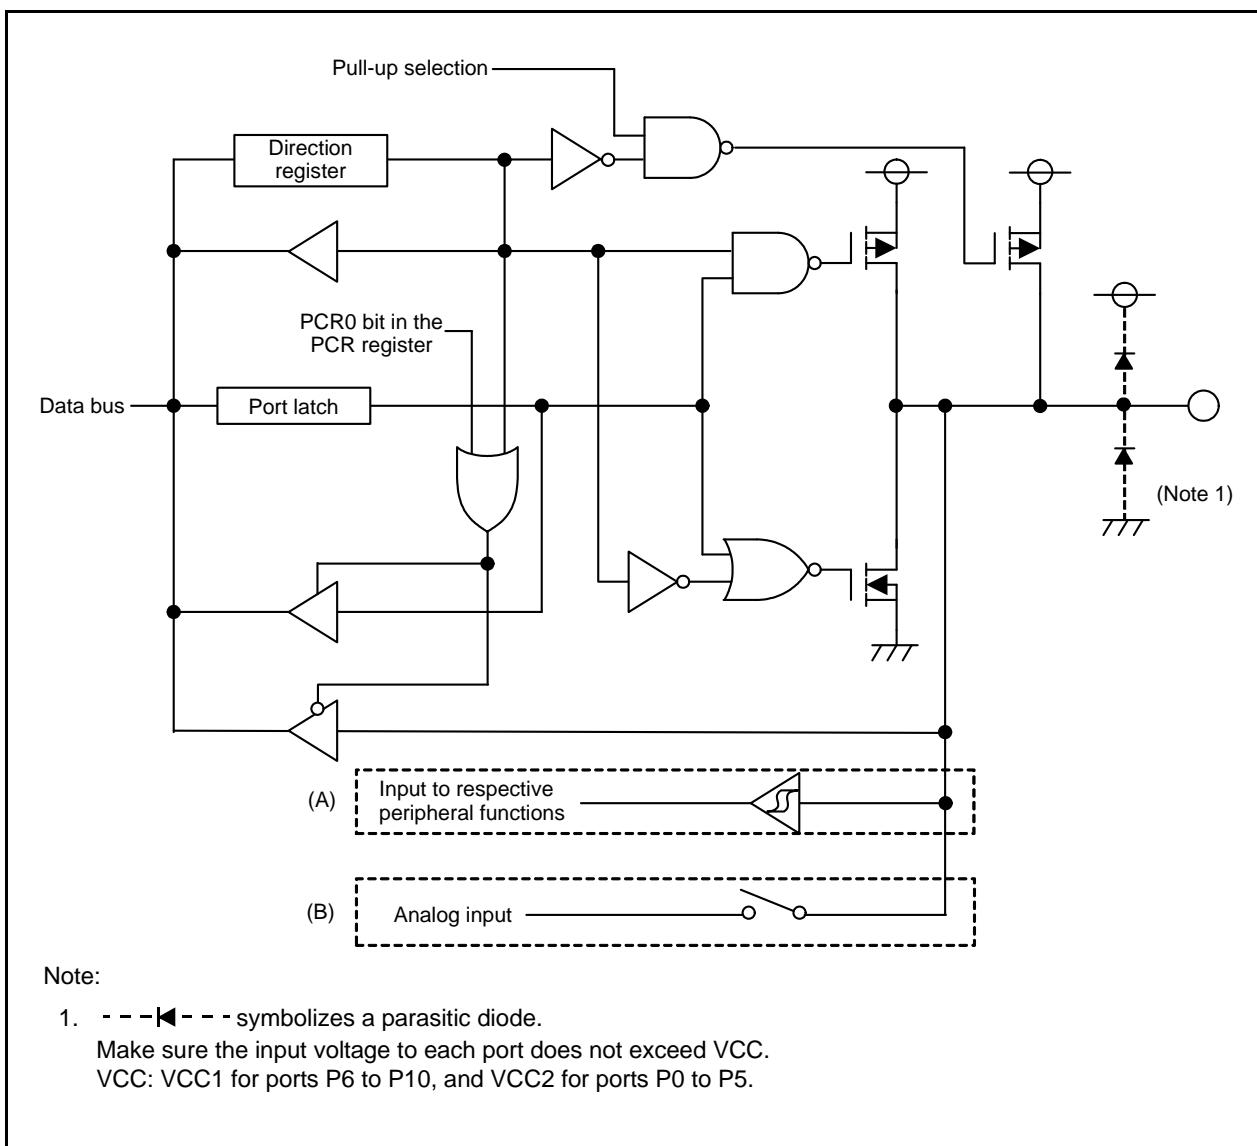 Pull-up selection
Direction
register
PCR0 bit in the
PCR register
Data bus
Port latch
(Note 1)
(A)
Input to respective
peripheral functions
(B)
Analog input
Note:
1. symbolizes a parasitic diode.
Make sure the input voltage to each port does not exceed VCC.
VCC: VCC1 for ports P6 to P10, and VCC2 for ports P0 to P5.